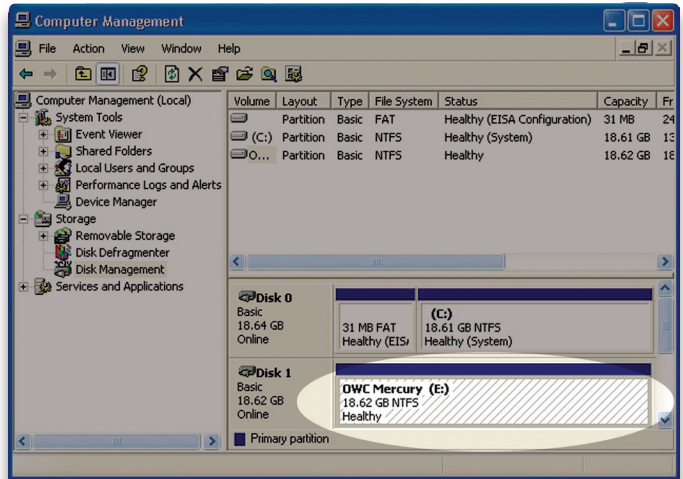 Computer Management
File Action View Window Help
Computer Management (Local)
System Tools
Event Viewer
Shared Folders
Local Users and Groups
Performance Logs and Alerts
Device Manager
Storage
Removable Storage
Disk Defragmenter
Disk Management
Services and Applications
Volume Layout Type File System Status Capacity Fr
Partition Basic FAT Healthy (EISA Configuration) 31 MB 24
(C:) Partition Basic NTFS Healthy (System) 18.61 GB 13
O... Partition Basic NTFS Healthy 18.62 GB 18
Disk 0
Basic
18.64 GB
Online
31 MB FAT
Healthy (EIS
(C:)
18.61 GB NTFS
Healthy (System)
Disk 1
Basic
18.62 GB
Online
OWC Mercury (E:)
18.62 GB NTFS
Healthy
Primary partition